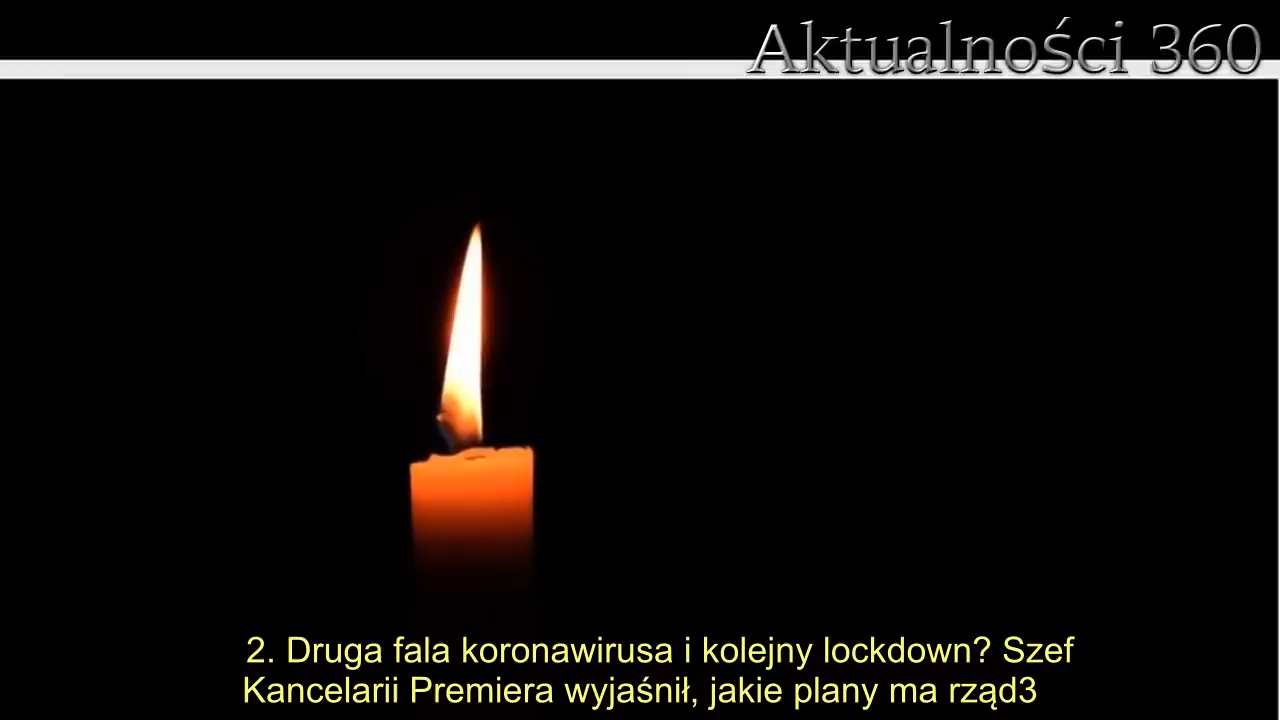 Aktualności 360
2. Druga fala koronawirusa i kolejny lockdown? Szef
Kancelarii Premiera wyjaśnił, jakie plany ma rząd3